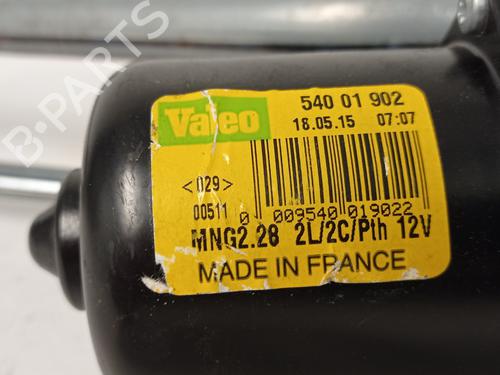 B-PARTS
Valeo
540 01 902
18.05.15 07:07
<029>
00511
0 009540 019022
MNG2.28 2L/2C/Pth 12V
MADE IN FRANCE